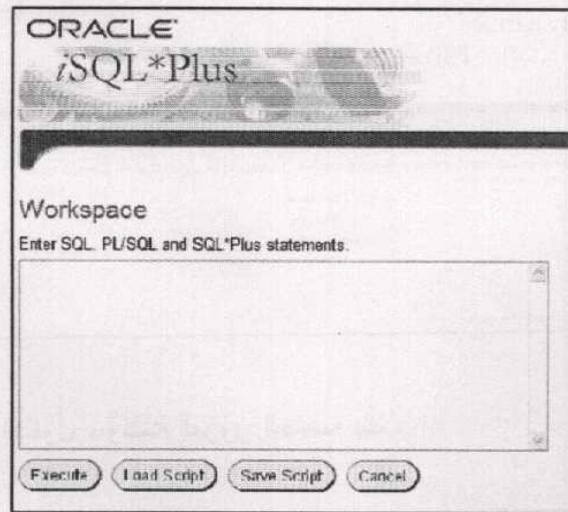 ORACLE
iSQL*Plus
Workspace
Enter SQL, PL/SQL and SQL*Plus statements.
Execute
Load Script
Save Script
Cancel